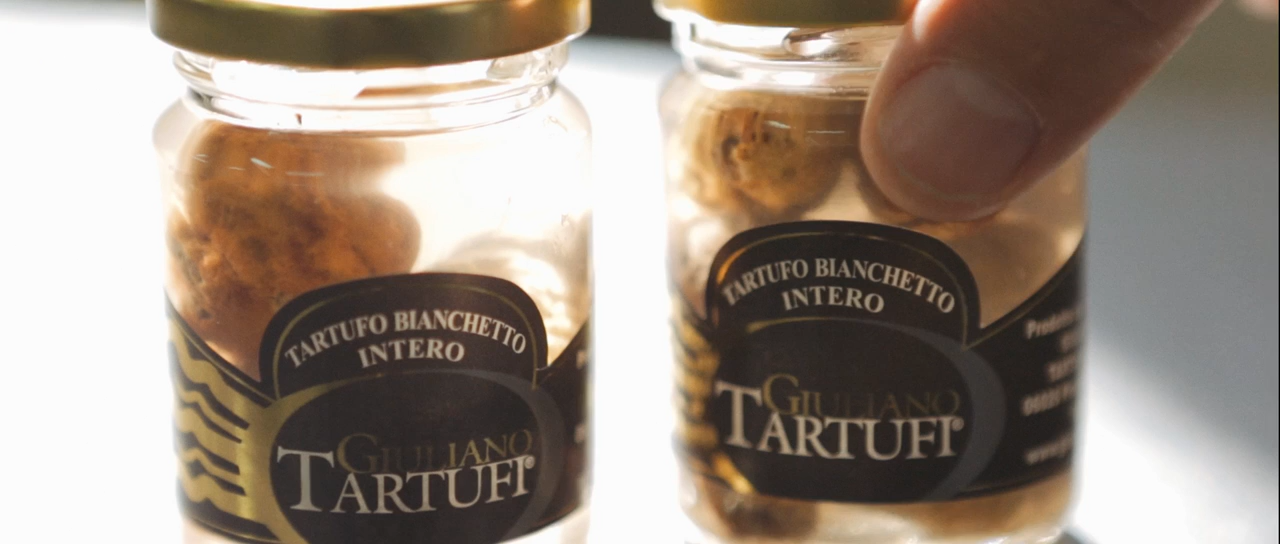 TARTUFO BIANCHETTO
INTERO
GIULIANO
TARTUFI®
TARTUFO BIANCHETTO
INTERO
GIULIANO
TARTUFI®